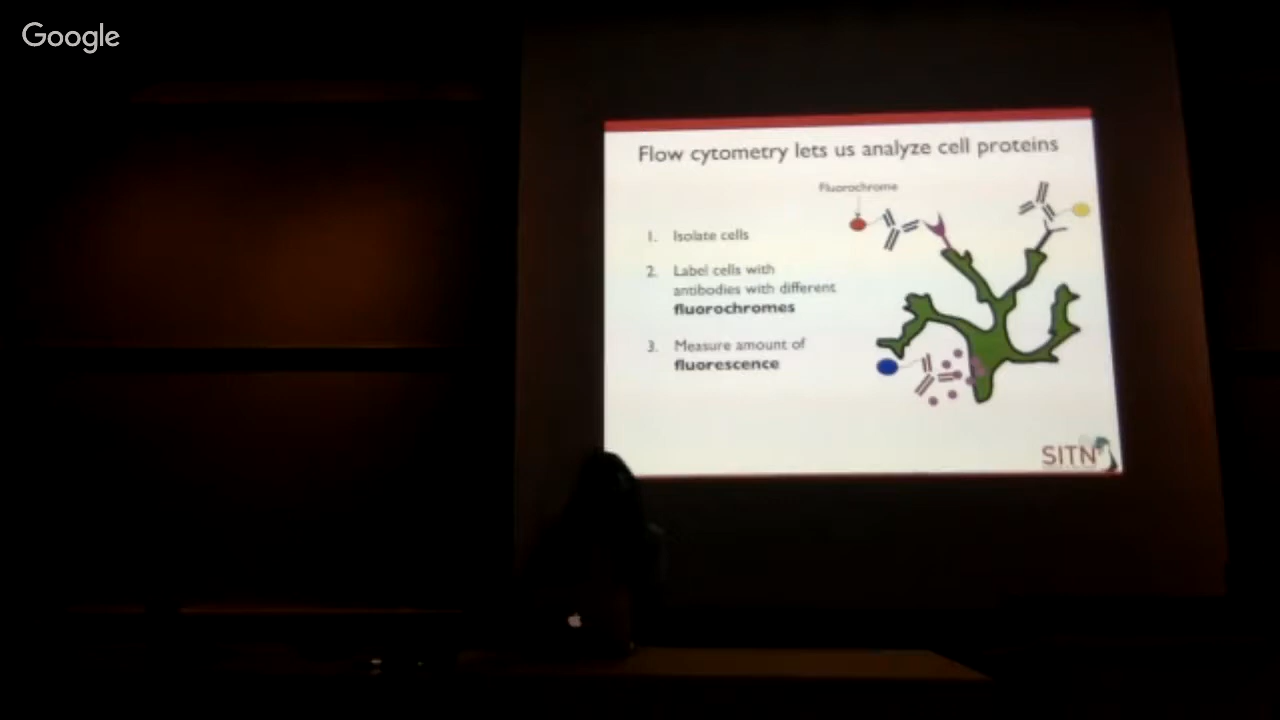 Google
Flow cytometry lets us analyze cell proteins
fluorochrome
1. Isolate cells
2. Label cells with
antibodies with different
fluorochromes
3. Measure amount of
fluorescence
SITN